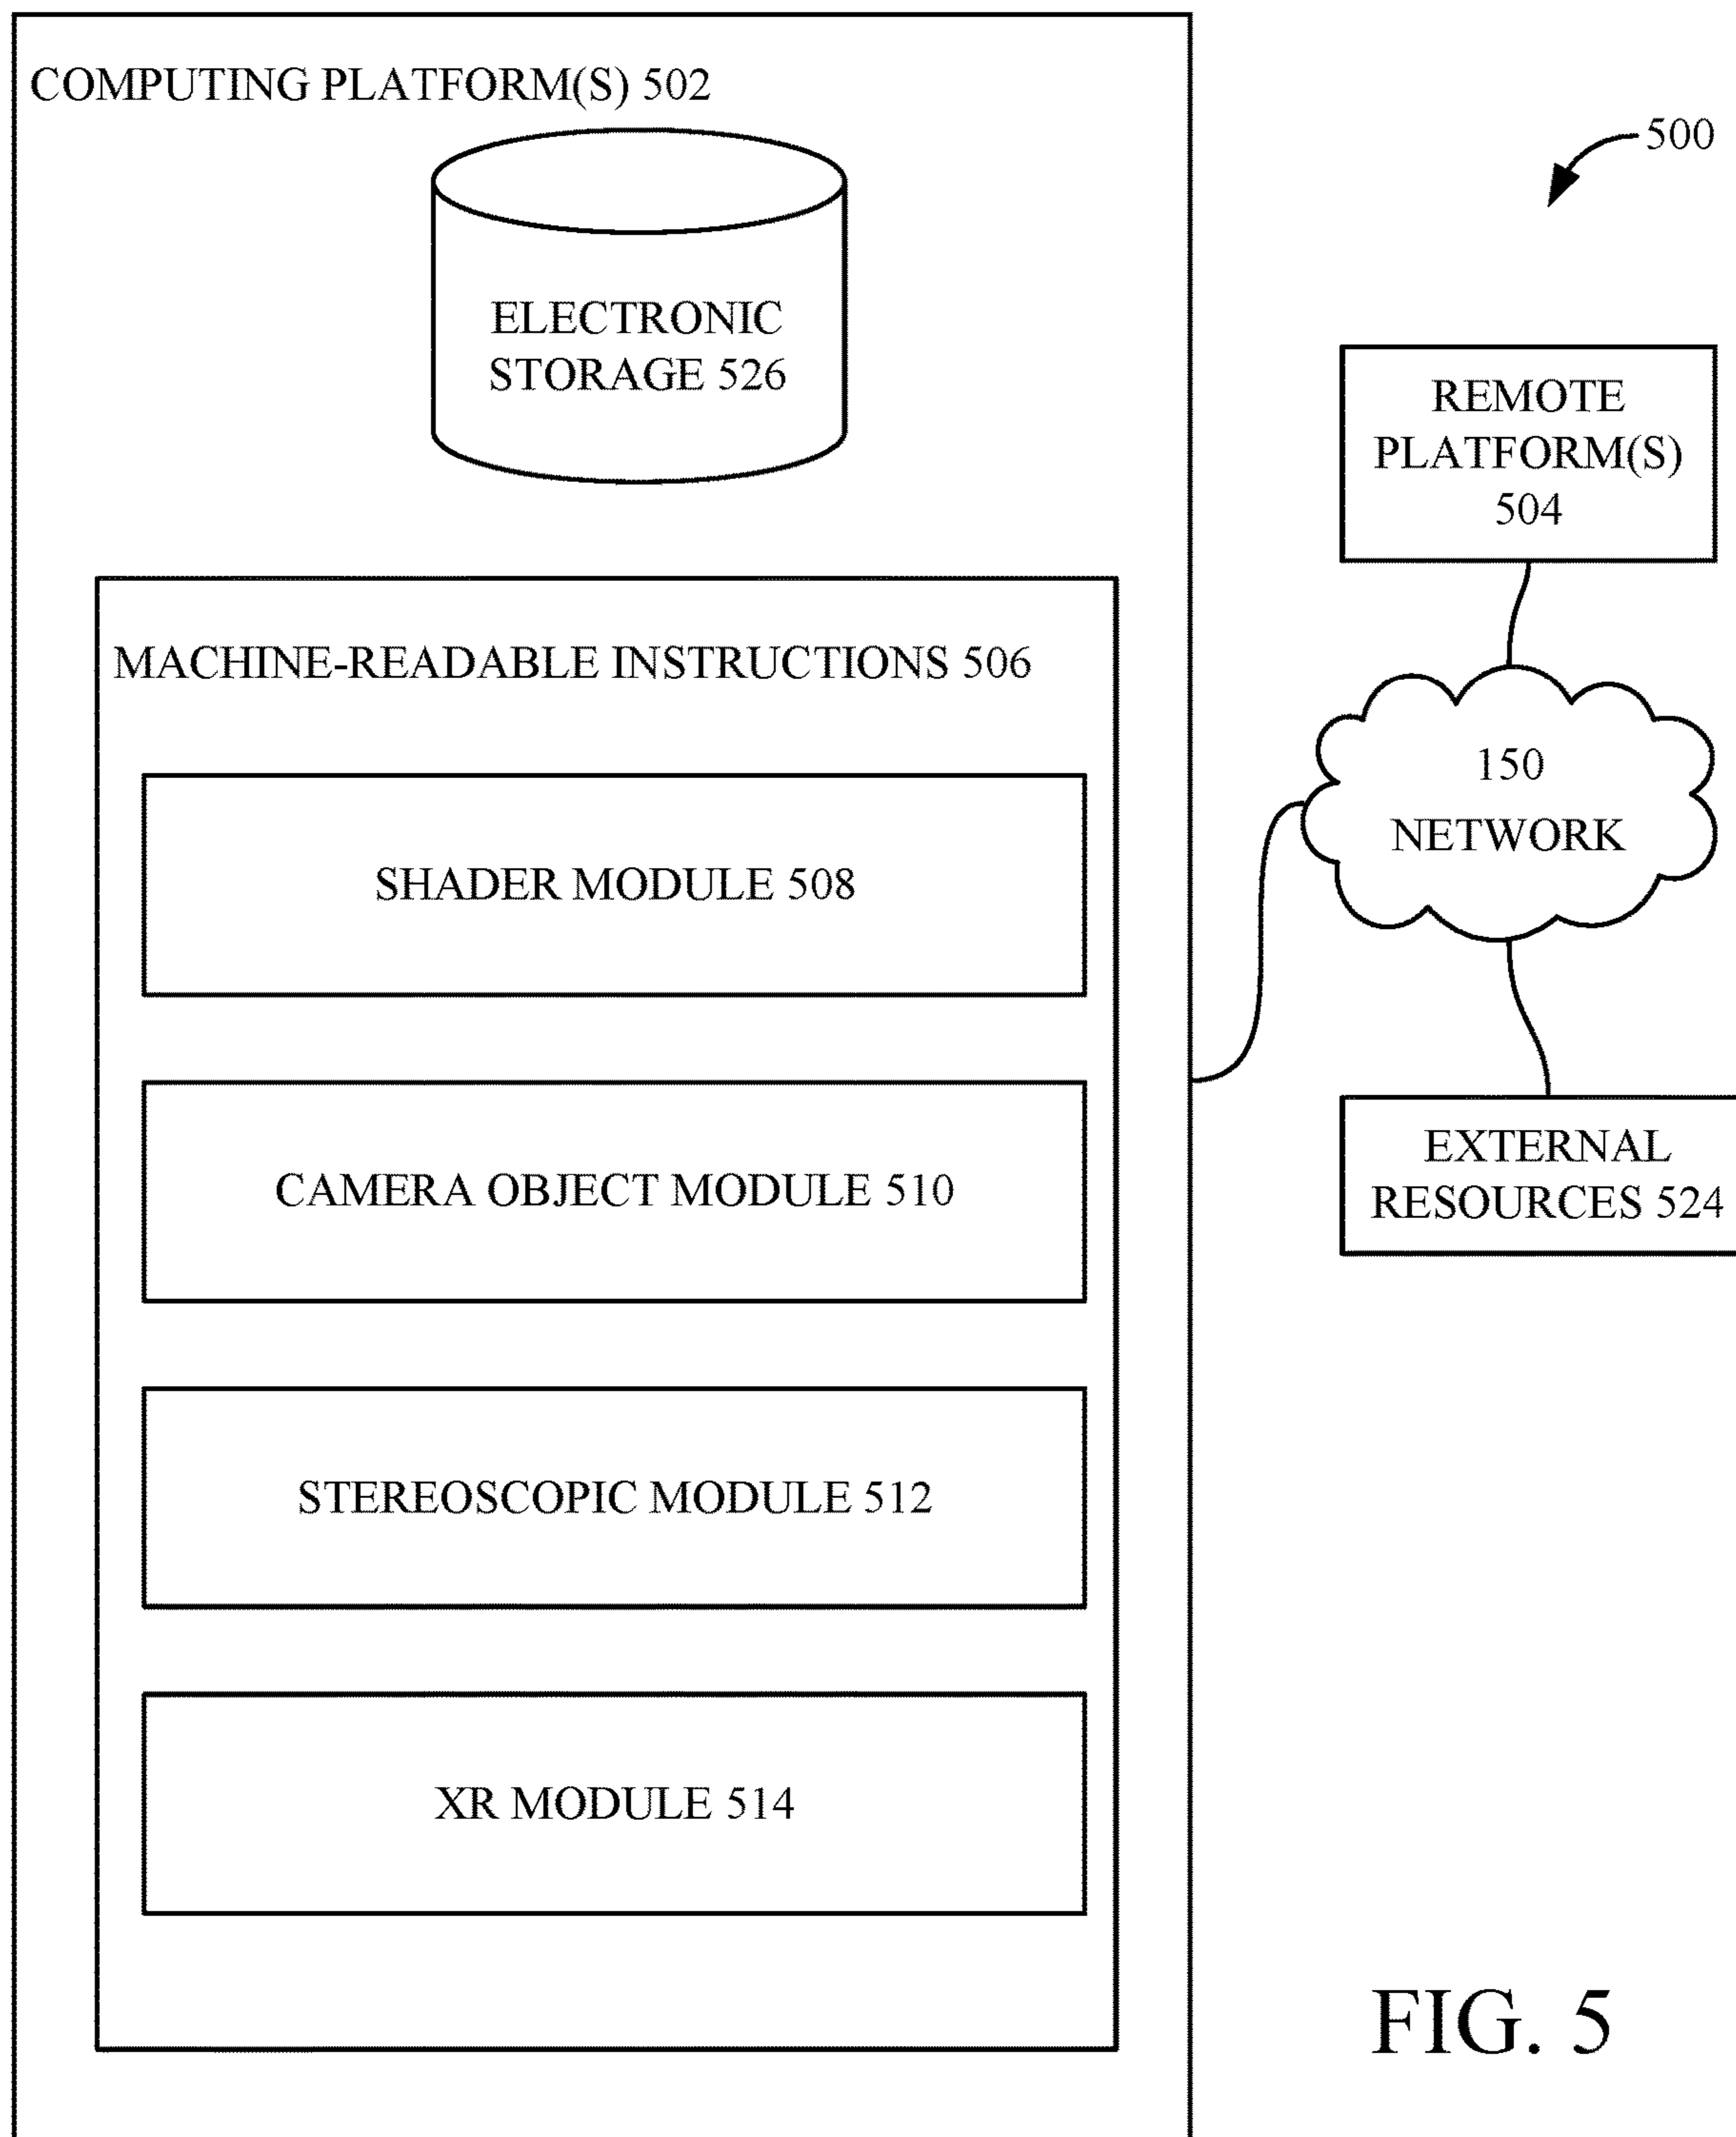 COMPUTING PLATFORM(S) 502
500
ELECTRONIC
STORAGE 526
REMOTE
PLATFORM(S)
504
MACHINE-READABLE INSTRUCTIONS 506
150
NETWORK
SHADER MODULE 508
CAMERA OBJECT MODULE 510
EXTERNAL
RESOURCES 524
STEREOSCOPIC MODULE 512
XR MODULE 514
FIG. 5